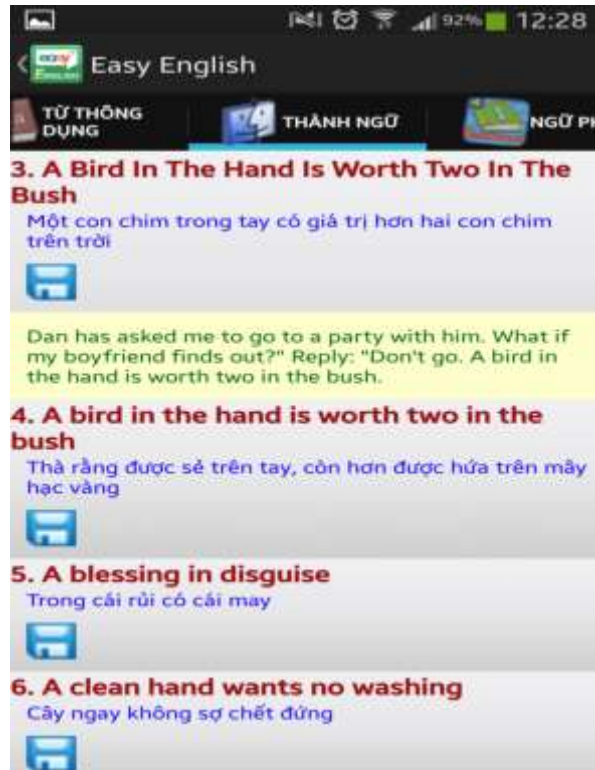 92% 12:28
easy English
Easy English
TỪ THÔNG
DỤNG
THÀNH NGỮ
NGỮ PH
3. A Bird In The Hand Is Worth Two In The
Bush
Một con chim trong tay có giá trị hơn hai con chim
trên trời
Dan has asked me to go to a party with him. What if
my boyfriend finds out?" Reply: "Don't go. A bird in
the hand is worth two in the bush.
4. A bird in the hand is worth two in the
bush
Thà rằng được sẻ trên tay, còn hơn được hứa trên mây
hạc vàng
5. A blessing in disguise
Trong cái rủi có cái may
6. A clean hand wants no washing
Cây ngay không sợ chết đứng